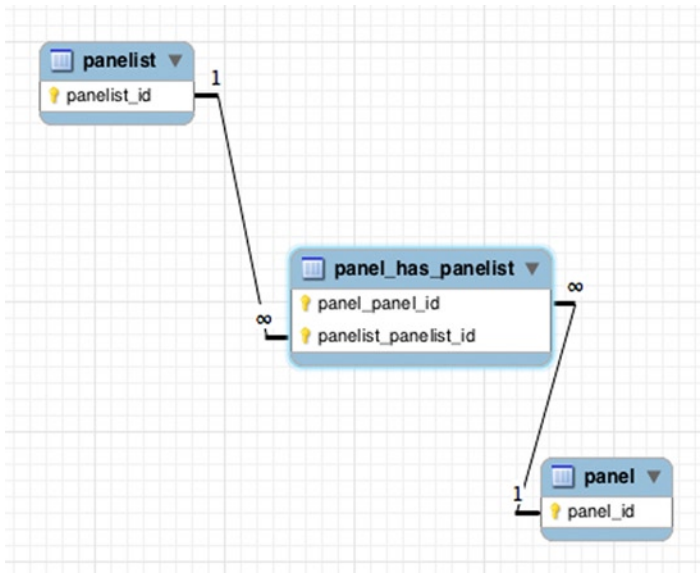 panelist
panelist_id
1
∞
panel_has_panelist
panel_panel_id
panelist_panelist_id
∞
1
panel
panel_id